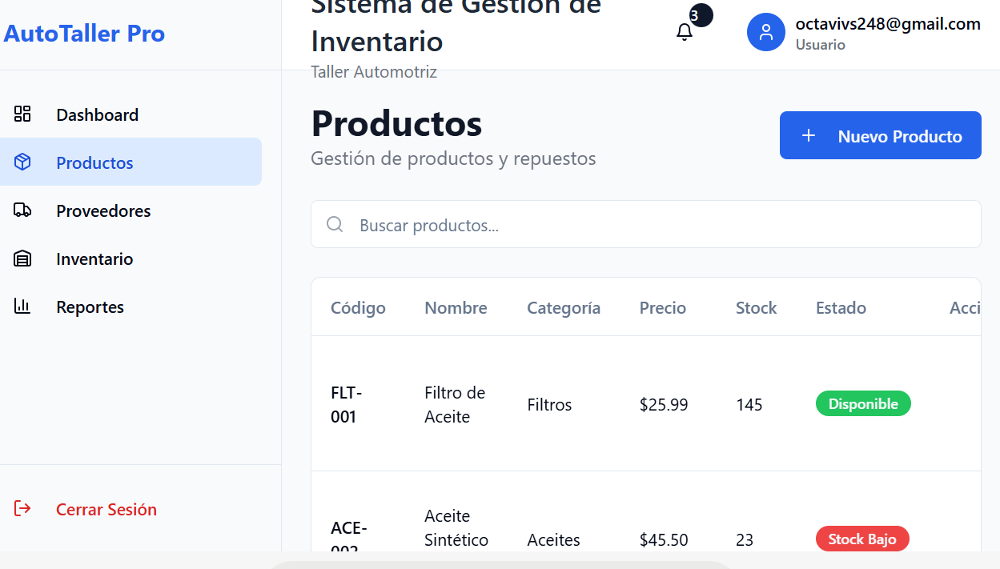 AutoTaller Pro
Sistema de Gestión de
Inventario
Taller Automotriz
3
octavivs248@gmail.com
Usuario
Dashboard
Productos
Proveedores
Inventario
Reportes
Cerrar Sesión
Productos
Gestión de productos y repuestos
Nuevo Producto
Buscar productos...
Código Nombre Categoría Precio Stock Estado Acci
FLT-
001
Filtro de
Aceite
Filtros
$25.99
145
Disponible
ACE-
002
Aceite
Sintético
Aceites
$45.50
23
Stock Bajo